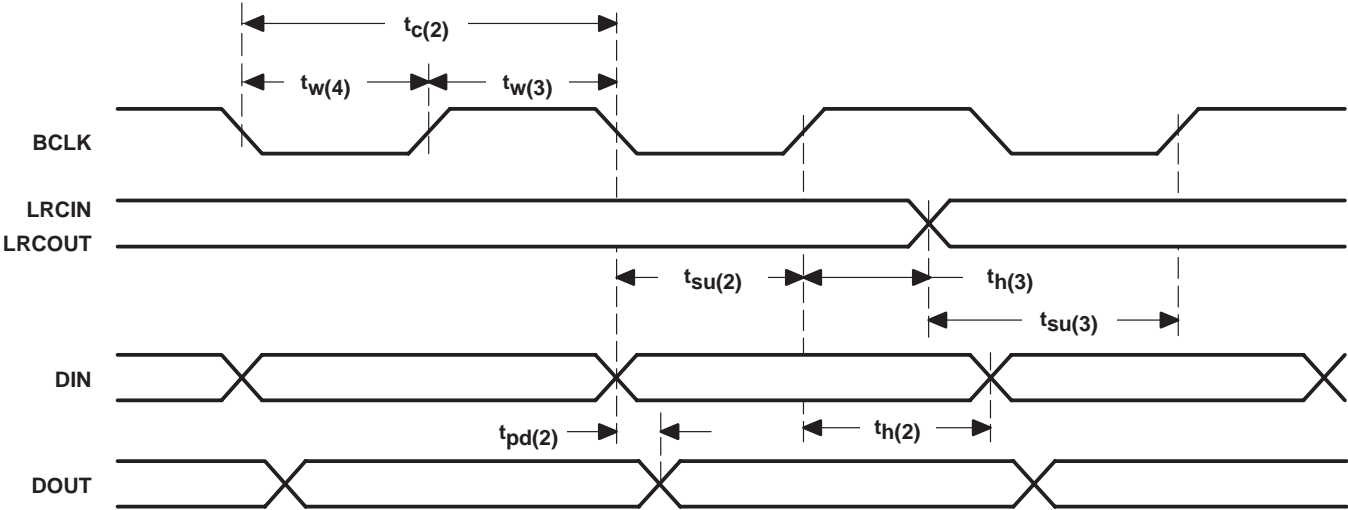 tc(2)
tw(4)
tw(3)
BCLK
LRCIN
LRCOUT
tsu(2)
th(3)
tsu(3)
DIN
tpd(2)
th(2)
DOUT